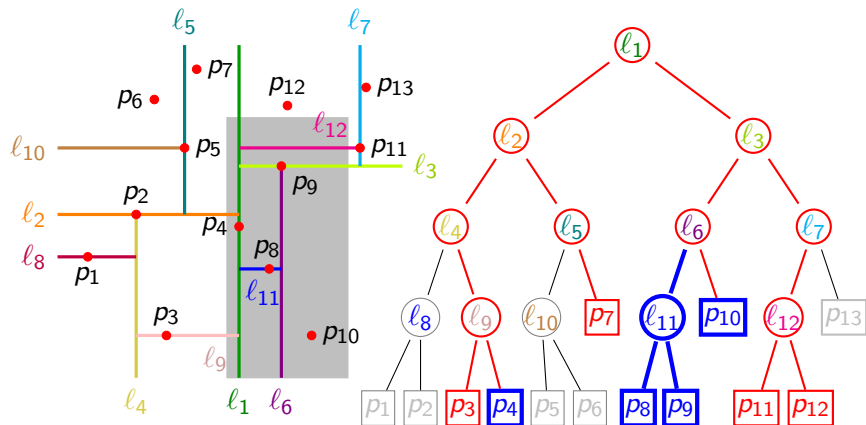 ℓ5 ℓ7
p7 p12 p13
p6
ℓ12
ℓ10 p5 p11
ℓ3
p9
p2
ℓ2 p4
ℓ8 p8
p1 ℓ11
p3 p10
ℓ9
ℓ4 ℓ1 ℓ6
ℓ1
ℓ2 ℓ3
ℓ4 ℓ5 ℓ6 ℓ7
ℓ8 ℓ9 ℓ10 p7 ℓ11 p10 ℓ12 p13
p1 p2 p3 p4 p5 p6 p8 p9 p11 p12